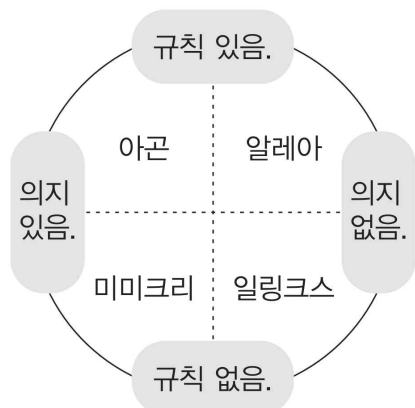 규칙 있음.
아곤
알레아
의지
있음.
의지
없음.
미미크리
일링크스
규칙 없음.